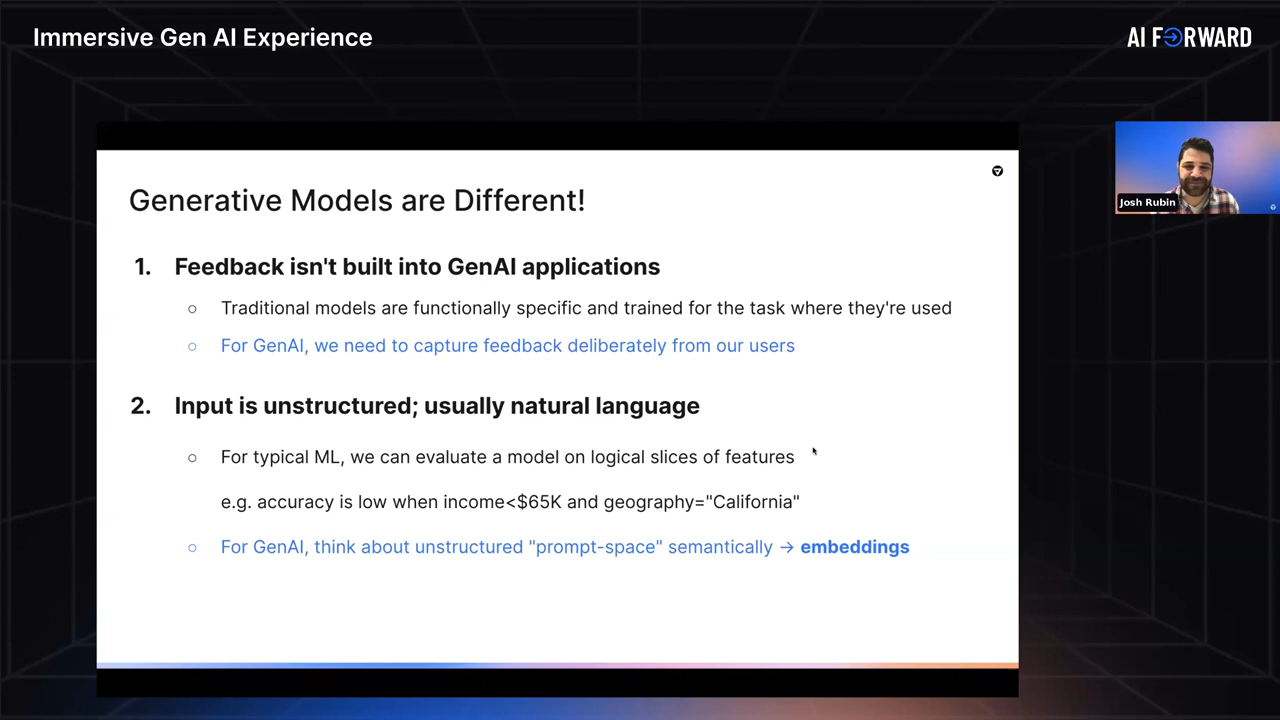 Immersive Gen AI Experience
AI FORWARD
Generative Models are Different!
1. Feedback isn't built into GenAI applications
○ Traditional models are functionally specific and trained for the task where they're used
○ For GenAI, we need to capture feedback deliberately from our users
2. Input is unstructured; usually natural language
○ For typical ML, we can evaluate a model on logical slices of features
e.g. accuracy is low when income<$65K and geography="California"
○ For GenAI, think about unstructured "prompt-space" semantically → embeddings
Josh Rubin